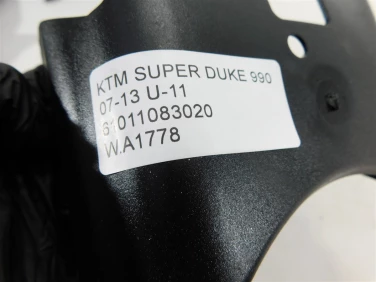 KTM SUPER DUKE 990
07-13 U-11
61011083020
W.A1778